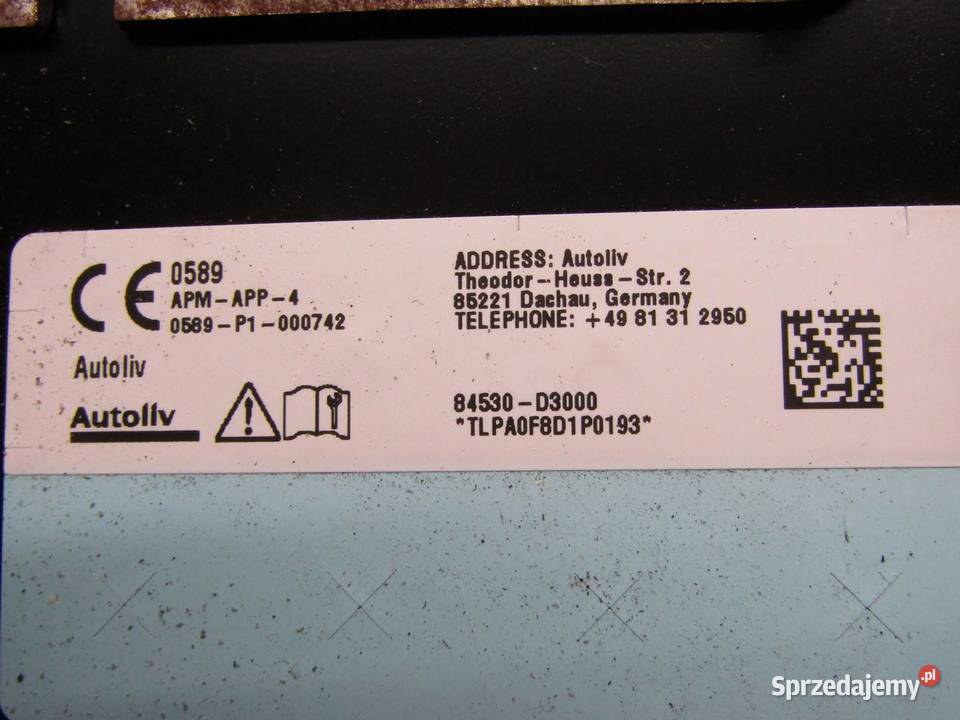 CE 0589
APM-APP-4
0589-P1-000742
Autoliv
Autoliv
ADDRESS: Autoliv
Theodor-Heuss-Str. 2
85221 Dachau, Germany
TELEPHONE: +49 81 31 2950
84530-D3000
*TLPA0F8D1P0193*
Sprzedajemy.pl